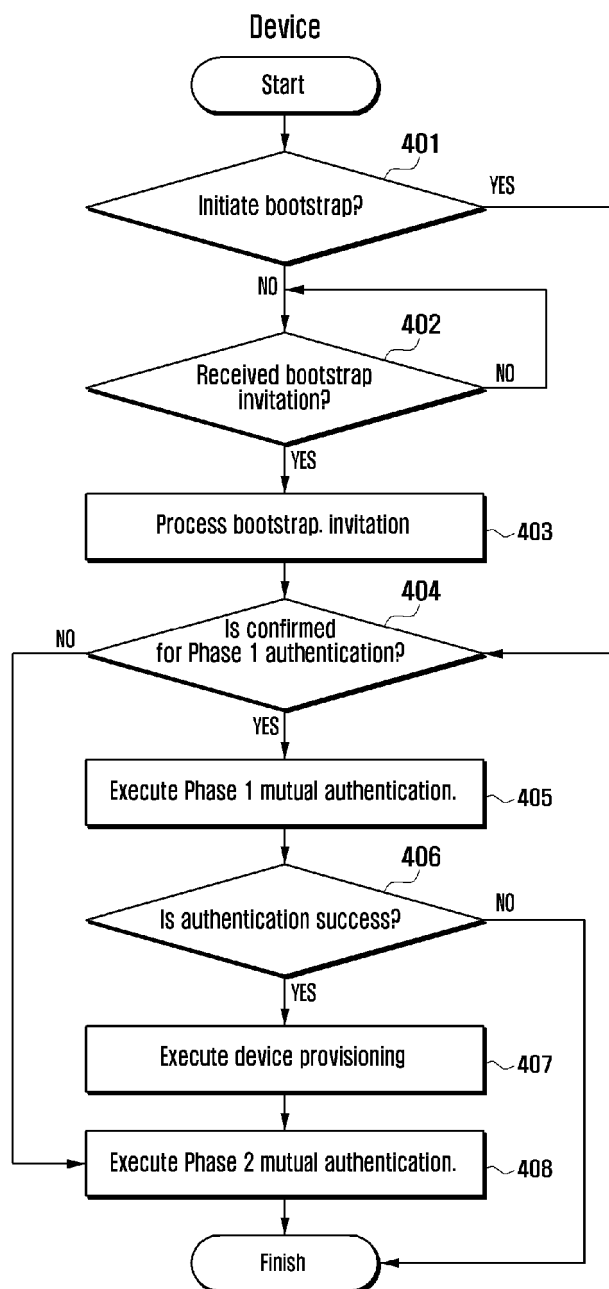 Device
Start
401
Initiate bootstrap?
YES
NO
402
Received bootstrap
invitation?
NO
YES
Process bootstrap. invitation
403
404
NO
Is confirmed
for Phase 1 authentication?
YES
Execute Phase 1 mutual authentication.
405
406
Is authentication success?
NO
YES
Execute device provisioning
407
Execute Phase 2 mutual authentication.
408
Finish